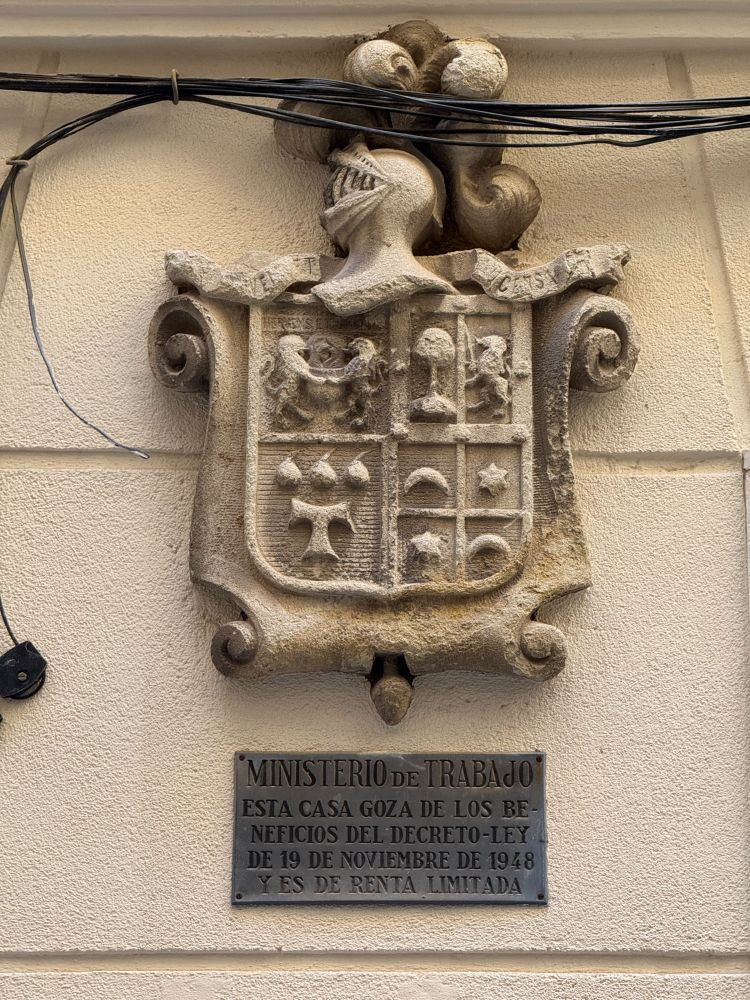 MINISTERIO DE TRABAJO
ESTA CASA GOZA DE LOS BE-
NEFICIOS DEL DECRETO-LEY
DE 19 DE NOVIEMBRE DE 1948
Y ES DE RENTA LIMITADA